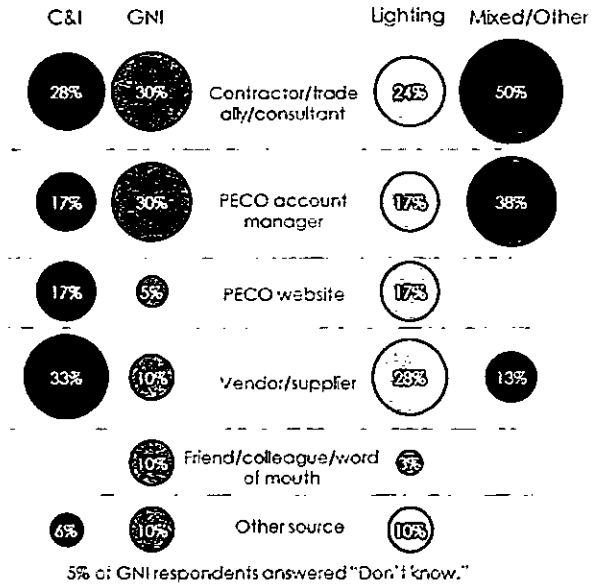 C&I GNI Lighting Mixed/Other
28% 30% Contractor/trade 24% 50%
ally/consultant
17% 30% PECO account 17% 38%
manager
17% 5% PECO website 17%
33% 10% Vendor/supplier 28% 13%
10% Friend/colleague/word 3%
of mouth
6% 10% Other source 10%
5% of GNI respondents answered "Don't know."